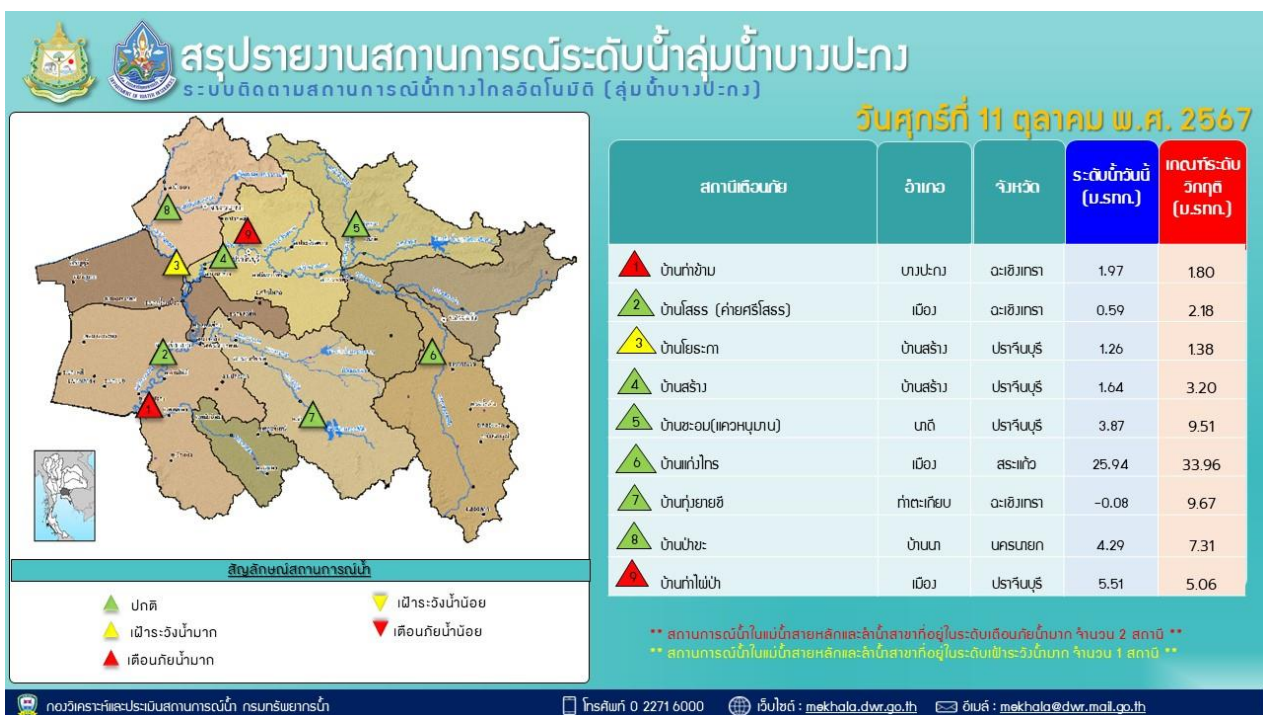 สรุปรายงานสถานการณ์ระดับน้ำลุ่มน้ำบางปะกง
ระบบติดตามสถานการณ์น้ำทางไกลอัตโนมัติ (ลุ่มน้ำบางปะกง)
วันศุกร์ที่ 11 ตุลาคม พ.ศ. 2567
สถานีเตือนภัย อำเภอ จังหวัด ระดับน้ำวันนี้ (ม.รทก.) เกณฑ์ระดับวิกฤติ (ม.รทก.)
1 บ้านท่าข้าม บางปะกง ฉะเชิงเทรา 1.97 1.80
2 บ้านโสธร (ค่ายศรีโสธร) เมือง ฉะเชิงเทรา 0.59 2.18
3 บ้านโยธะกา บ้านสร้าง ปราจีนบุรี 1.26 1.38
4 บ้านสร้าง บ้านสร้าง ปราจีนบุรี 1.64 3.20
5 บ้านชะอม(แควหนุมาน) นาดี ปราจีนบุรี 3.87 9.51
6 บ้านแก่งไทร เมือง สระแก้ว 25.94 33.96
7 บ้านทุ่งยายชี ท่าตะเกียบ ฉะเชิงเทรา -0.08 9.67
8 บ้านป่าขะ บ้านนา นครนายก 4.29 7.31
9 บ้านท่าไผ่ป่า เมือง ปราจีนบุรี 5.51 5.06
8
9
5
4
3
2
6
1
7
สัญลักษณ์สถานการณ์น้ำ
ปกติ
เฝ้าระวังน้ำน้อย
เฝ้าระวังน้ำมาก
เตือนภัยน้ำน้อย
เตือนภัยน้ำมาก
** สถานการณ์น้ำในแม่น้ำสายหลักและลำน้ำสาขาที่อยู่ในระดับเตือนภัยน้ำมาก จำนวน 2 สถานี **
** สถานการณ์น้ำในแม่น้ำสายหลักและลำน้ำสาขาที่อยู่ในระดับเฝ้าระวังน้ำมาก จำนวน 1 สถานี **
กองวิเคราะห์และประเมินสถานการณ์น้ำ กรมทรัพยากรน้ำ
โทรศัพท์ 0 2271 6000
เว็บไซต์ : mekhala.dwr.go.th
อีเมล์ : mekhala@dwr.mail.go.th